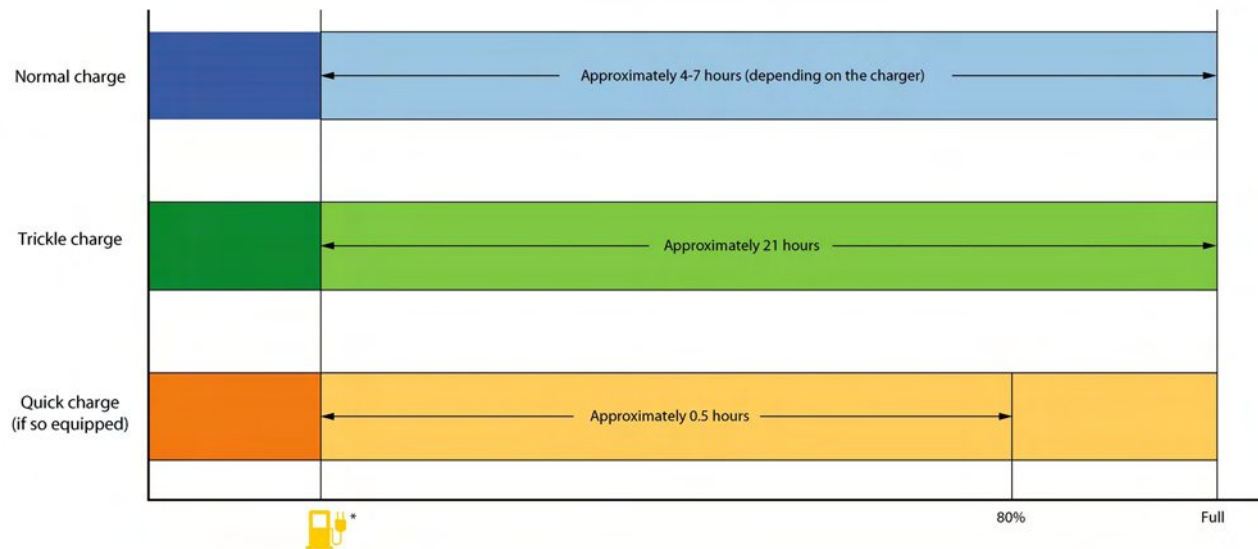 Normal charge
Approximately 4-7 hours (depending on the charger)
Trickle charge
Approximately 21 hours
Quick charge
(if so equipped)
Approximately 0.5 hours
*
80%
Full